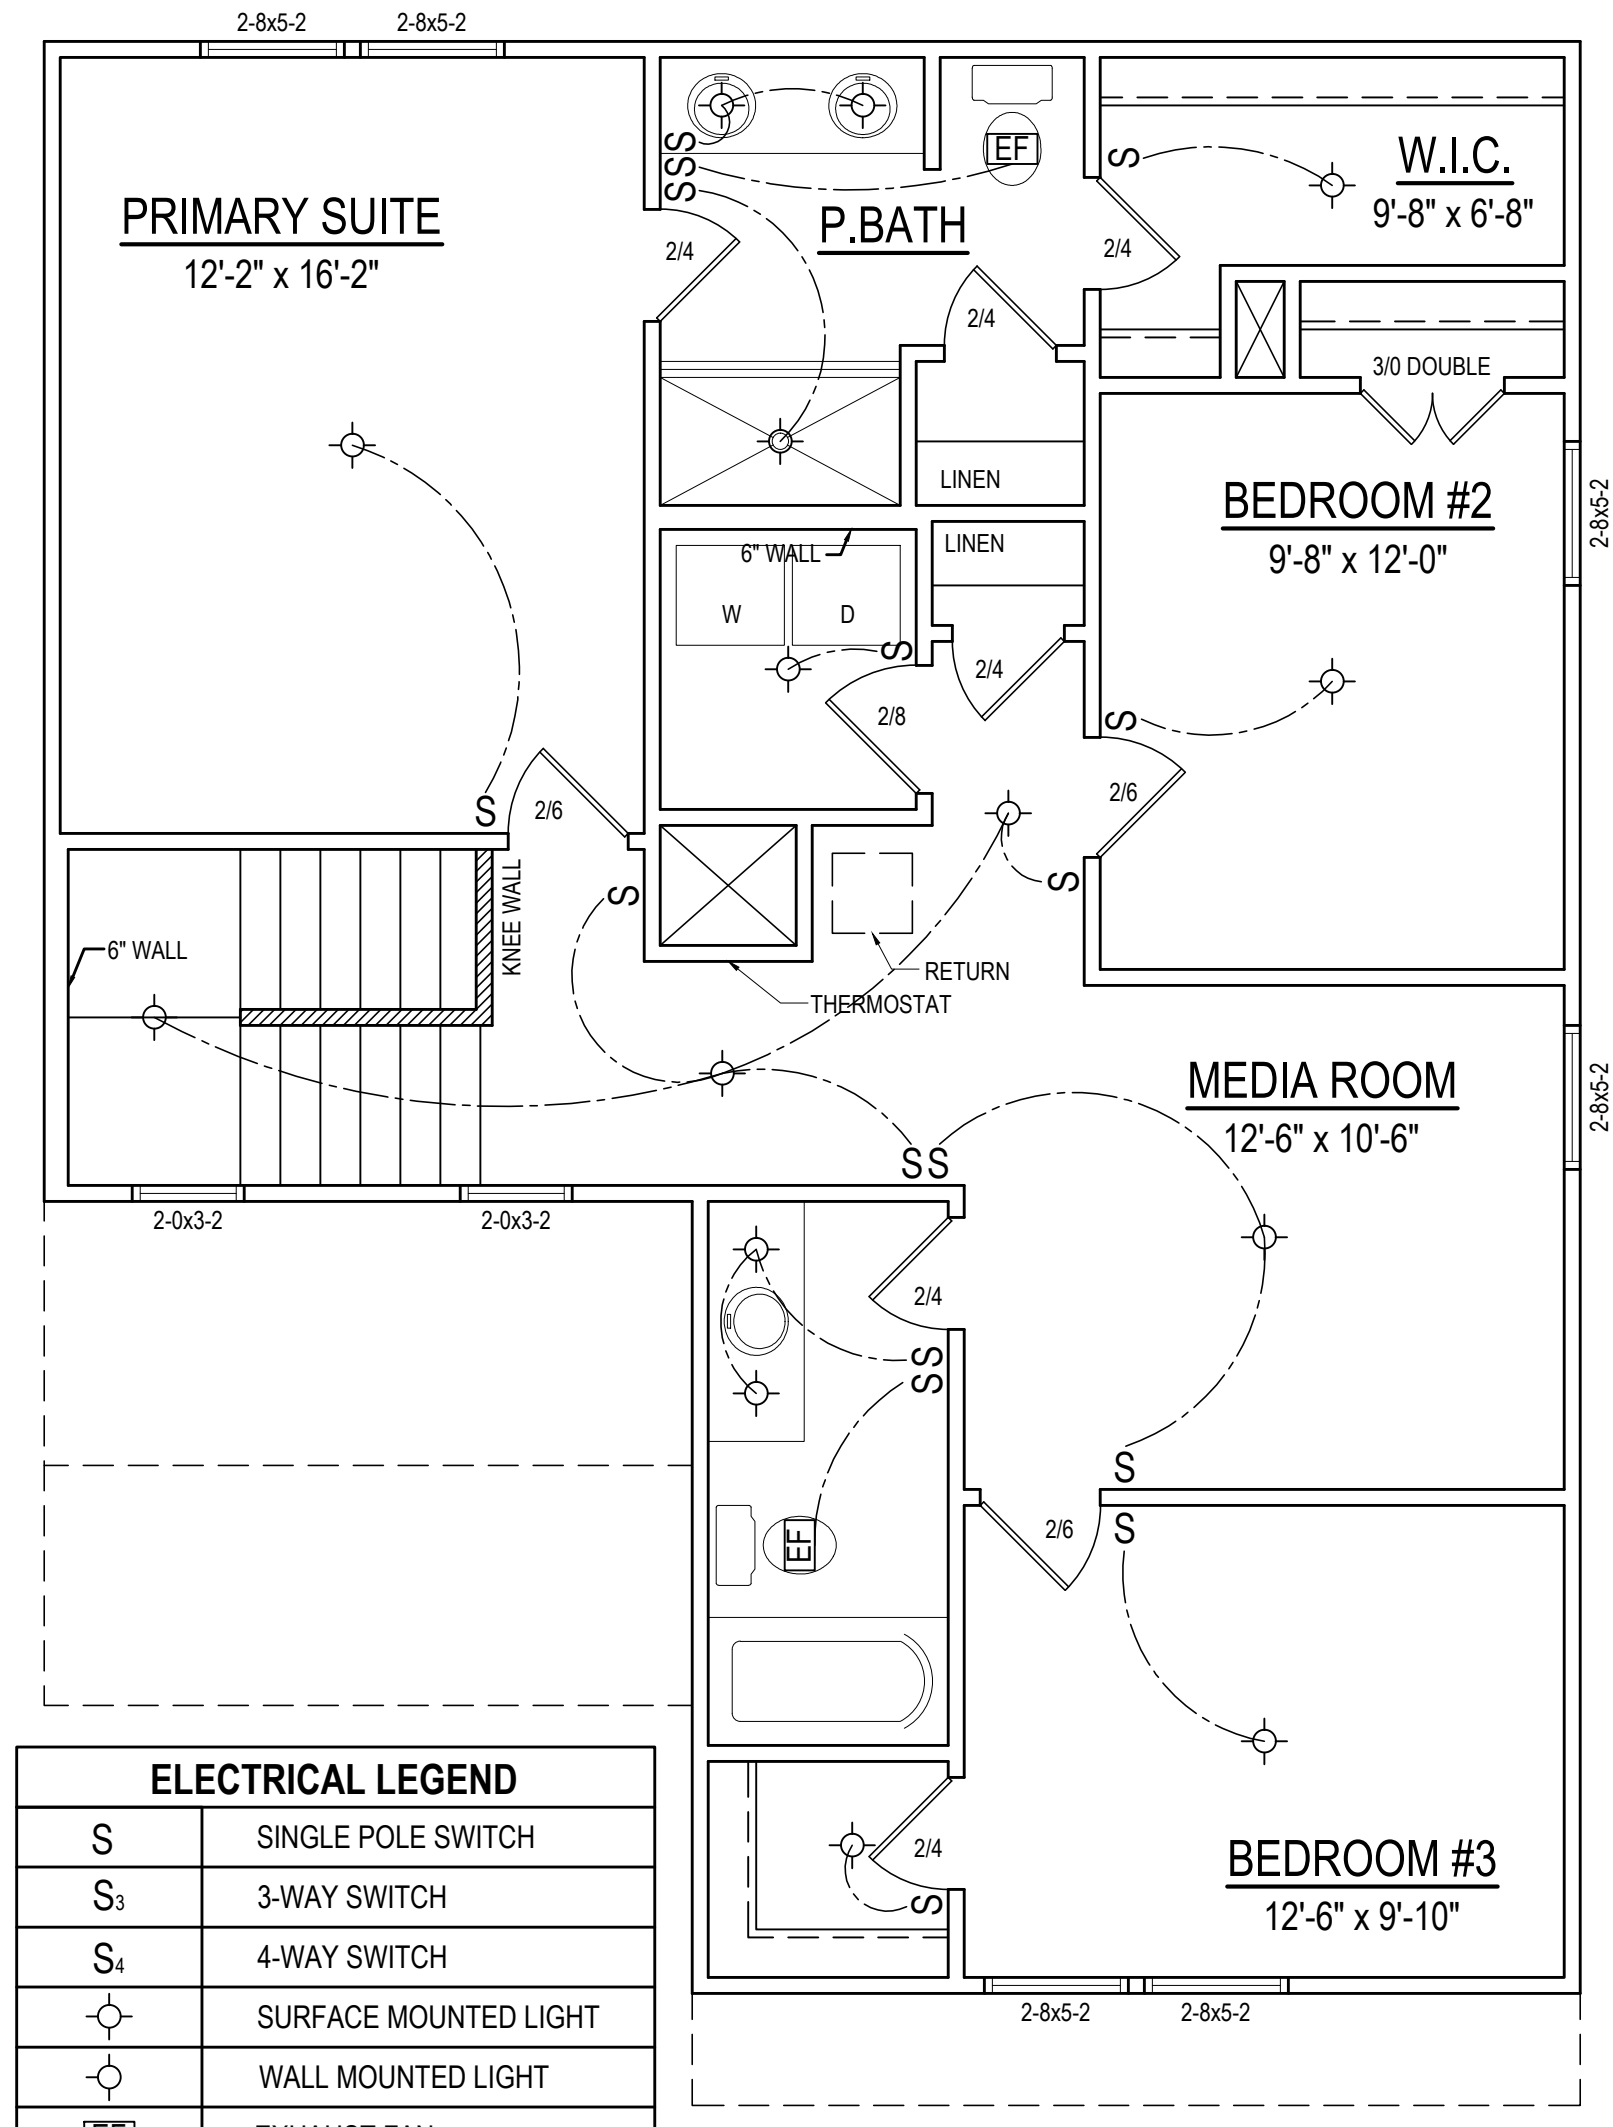 2-8x5-2
2-8x5-2
S
S
S
EF
S
W.I.C.
9'-8" x 6'-8"
PRIMARY SUITE
12'-2" x 16'-2"
P.BATH
2/4
2/4
2/4
3/0 DOUBLE
LINEN
BEDROOM #2
9'-8" x 12'-0"
2-8x5-2
6" WALL
LINEN
W
D
S
2/4
2/8
S
2/6
S
2/6
S
S
KNEE WALL
6" WALL
RETURN
THERMOSTAT
MEDIA ROOM
12'-6" x 10'-6"
2-8x5-2
SS
2-0x3-2
2-0x3-2
2/4
S
S
S
2/6
S
EF
ELECTRICAL LEGEND
S SINGLE POLE SWITCH
S3 3-WAY SWITCH
S4 4-WAY SWITCH
SURFACE MOUNTED LIGHT
WALL MOUNTED LIGHT
2/4
S
BEDROOM #3
12'-6" x 9'-10"
2-8x5-2
2-8x5-2